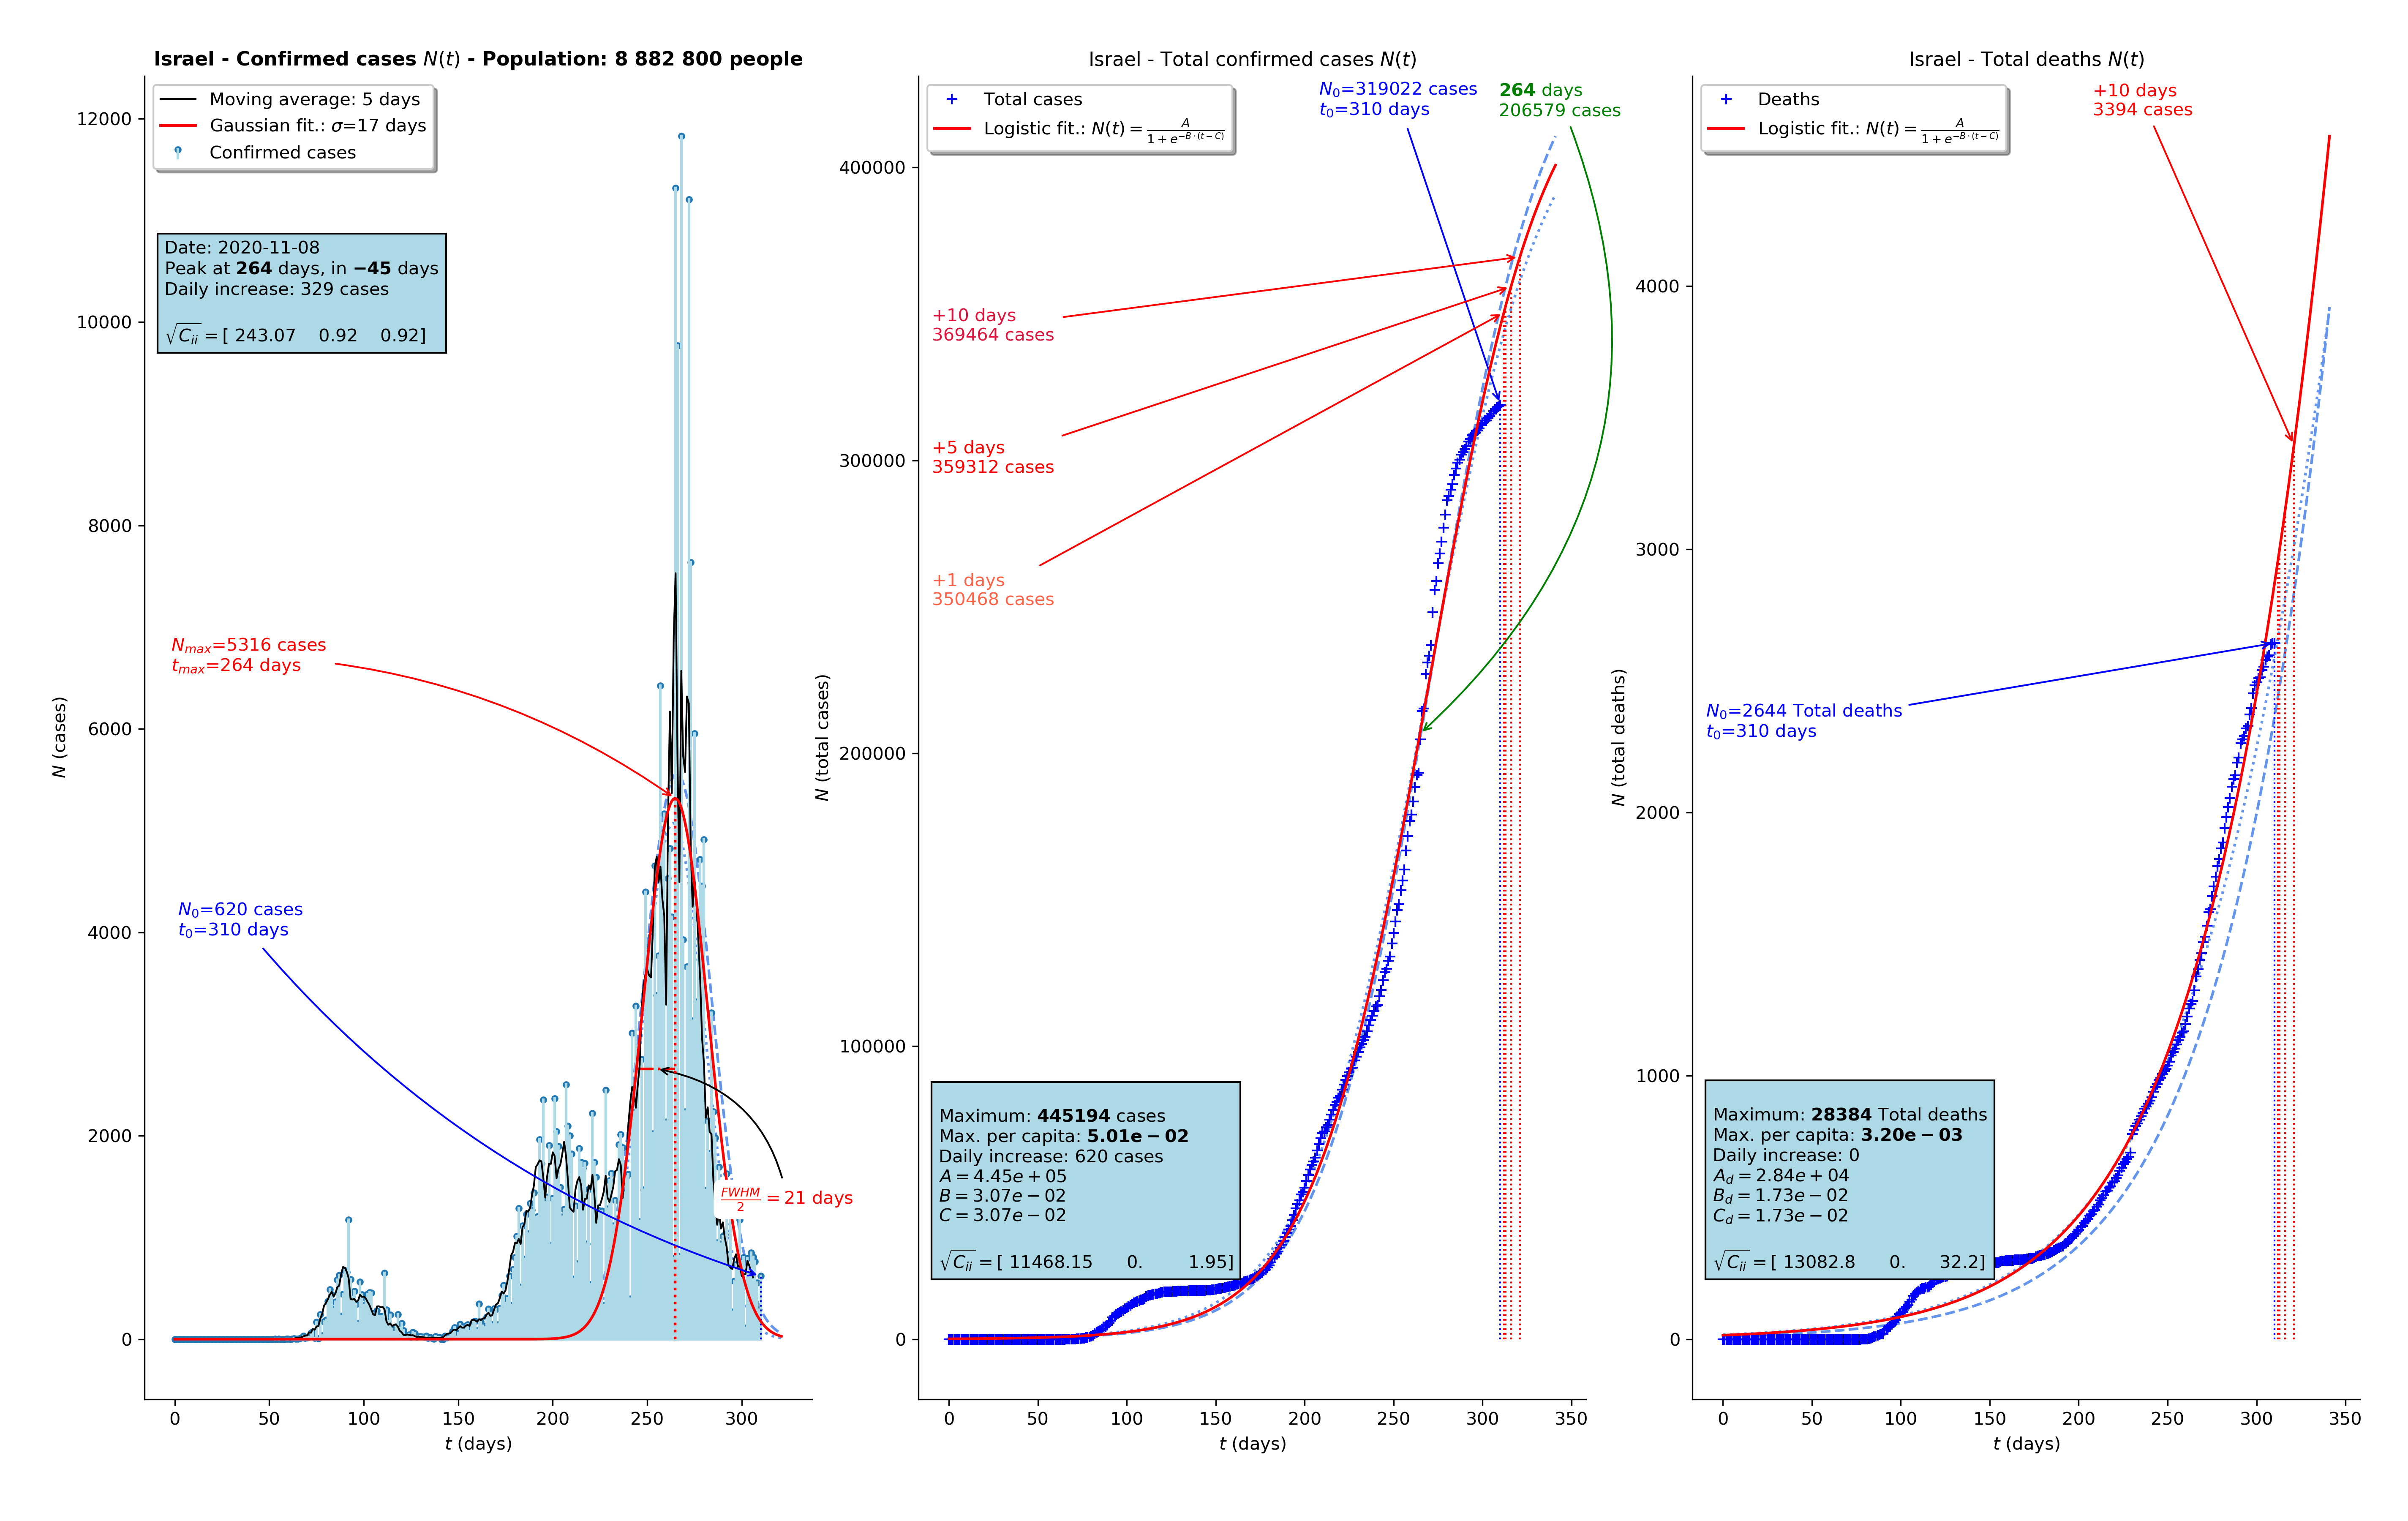 Israel - Confirmed cases N(t) - Population: 8 882 800 people
Moving average: 5 days
Gaussian fit.: σ=17 days
Confirmed cases
Date: 2020-11-08
Peak at 264 days, in −45 days
Daily increase: 329 cases
√C_ii = [ 243.07 0.92 0.92]
N_max=5316 cases
t_max=264 days
N_0=620 cases
t_0=310 days
FWHM/2 = 21 days
12000
10000
8000
6000
4000
2000
0
N (cases)
0 50 100 150 200 250 300
t (days)
Israel - Total confirmed cases N(t)
Total cases
Logistic fit.: N(t) = A/(1 + e^{−B·(t−C)})
N_0=319022 cases
t_0=310 days
264 days
206579 cases
+10 days
369464 cases
+5 days
359312 cases
+1 days
350468 cases
Maximum: 445194 cases
Max. per capita: 5.01e − 02
Daily increase: 620 cases
A = 4.45e + 05
B = 3.07e − 02
C = 3.07e − 02
√C_ii = [ 11468.15 0. 1.95]
400000
300000
200000
100000
0
N (total cases)
0 50 100 150 200 250 300 350
t (days)
Israel - Total deaths N(t)
Deaths
Logistic fit.: N(t) = A/(1 + e^{−B·(t−C)})
+10 days
3394 cases
N_0=2644 Total deaths
t_0=310 days
Maximum: 28384 Total deaths
Max. per capita: 3.20e − 03
Daily increase: 0
A_d = 2.84e + 04
B_d = 1.73e − 02
C_d = 1.73e − 02
√C_ii = [ 13082.8 0. 32.2]
4000
3000
2000
1000
0
N (total deaths)
0 50 100 150 200 250 300 350
t (days)